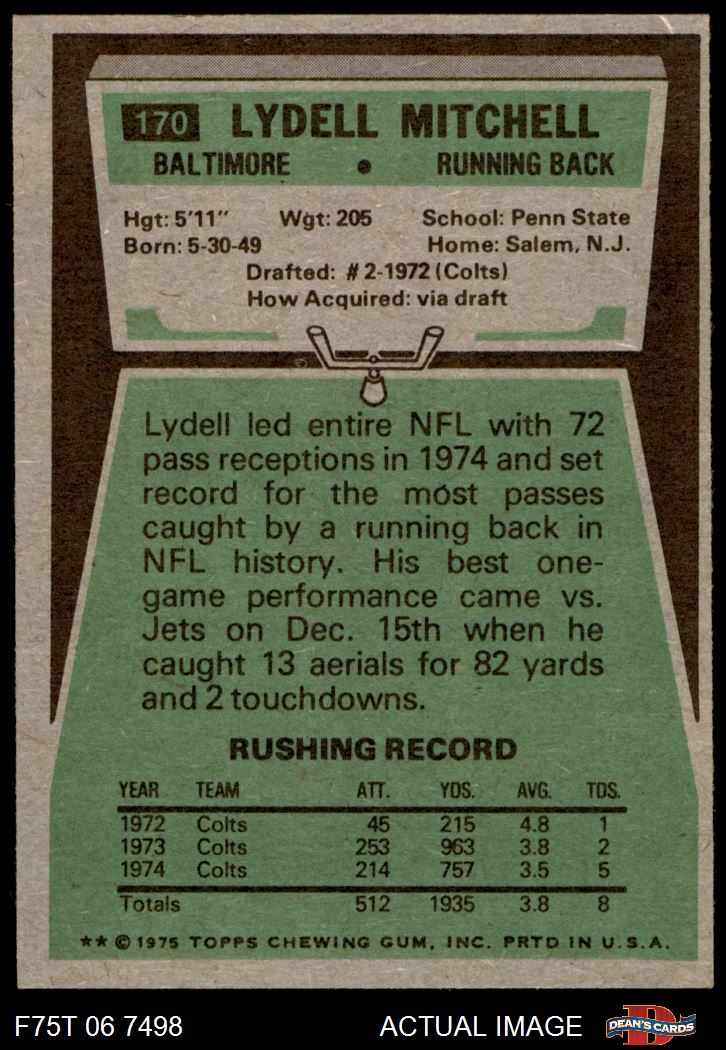 170 LYDELL MITCHELL
BALTIMORE • RUNNING BACK
Hgt: 5'11" Wgt: 205 School: Penn State
Born: 5-30-49 Home: Salem, N.J.
Drafted: #2-1972 (Colts)
How Acquired: via draft
Lydell led entire NFL with 72
pass receptions in 1974 and set
record for the most passes
caught by a running back in
NFL history. His best one-
game performance came vs.
Jets on Dec. 15th when he
caught 13 aerials for 82 yards
and 2 touchdowns.
RUSHING RECORD
YEAR TEAM ATT. YDS. AVG. TDS.
1972 Colts 45 215 4.8 1
1973 Colts 253 963 3.8 2
1974 Colts 214 757 3.5 5
Totals 512 1935 3.8 8
** © 1975 TOPPS CHEWING GUM, INC. PRTD IN U.S.A.
F75T 06 7498 ACTUAL IMAGE D DEAN'S CARDS